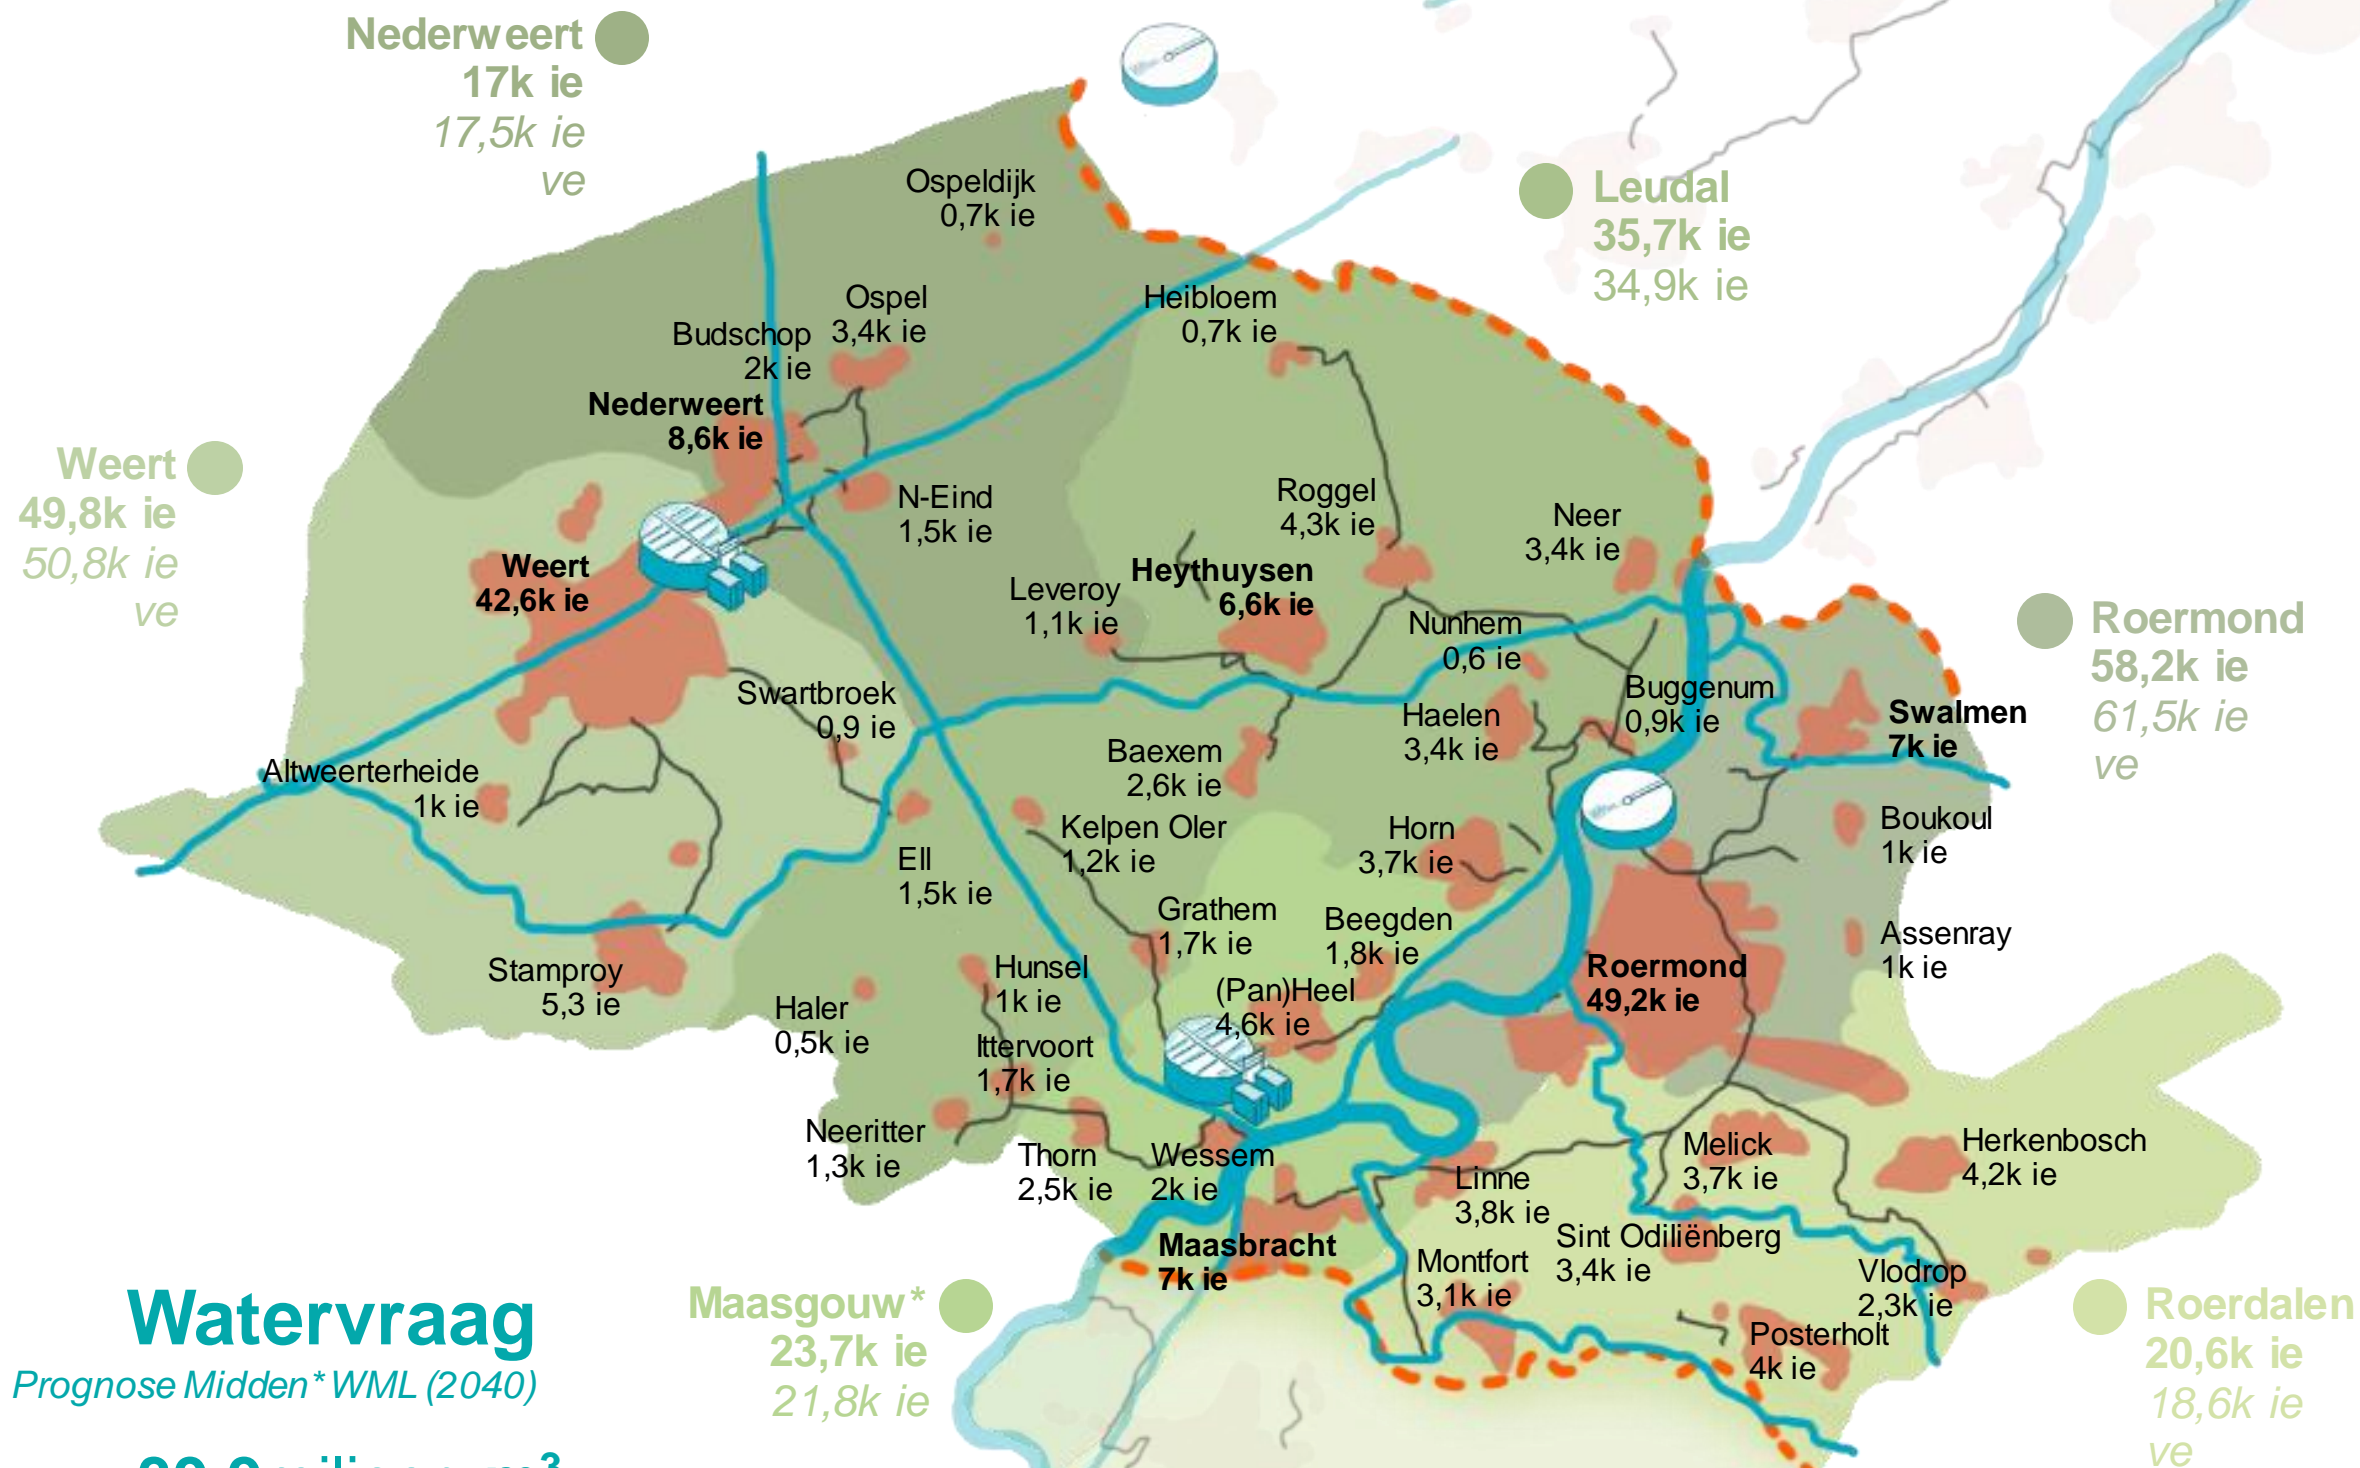 Nederweert
17k ie
17,5k ie
ve
Ospeldijk
0,7k ie
Leudal
35,7k ie
34,9k ie
Ospel
3,4k ie
Heibloem
0,7k ie
Budschop
2k ie
Nederweert
8,6k ie
Weert
49,8k ie
50,8k ie
ve
N-Eind
1,5k ie
Roggel
4,3k ie
Neer
3,4k ie
Weert
42,6k ie
Leveroy
1,1k ie
Heythuysen
6,6k ie
Nunhem
0,6 ie
Roermond
58,2k ie
61,5k ie
ve
Swartbroek
0,9 ie
Buggenum
0,9k ie
Haelen
3,4k ie
Swalmen
7k ie
Altweerterheide
1k ie
Baexem
2,6k ie
Kelpen Oler
1,2k ie
Horn
3,7k ie
Boukoul
1k ie
Ell
1,5k ie
Grathem
1,7k ie
Beegden
1,8k ie
Assenray
1k ie
Stamproy
5,3 ie
Hunsel
1k ie
(Pan)Heel
4,6k ie
Roermond
49,2k ie
Haler
0,5k ie
Ittervoort
1,7k ie
Neeritter
1,3k ie
Thorn
2,5k ie
Wessem
2k ie
Linne
3,8k ie
Melick
3,7k ie
Herkenbosch
4,2k ie
Maasbracht
7k ie
Montfort
3,1k ie
Sint Odiliënberg
3,4k ie
Vlodrop
2,3k ie
Posterholt
4k ie
Maasgouw*
23,7k ie
21,8k ie
Roerdalen
20,6k ie
18,6k ie
ve
Watervraag
Prognose Midden* WML (2040)